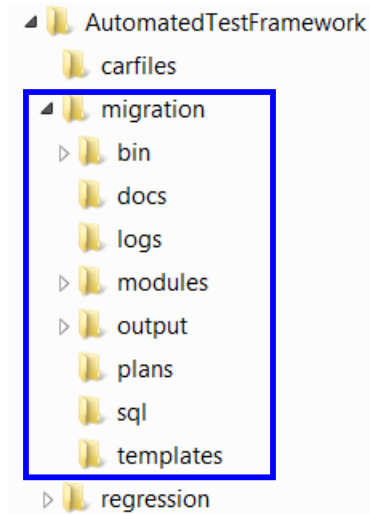 AutomatedTestFramework
carfiles
migration
bin
docs
logs
modules
output
plans
sql
templates
regression